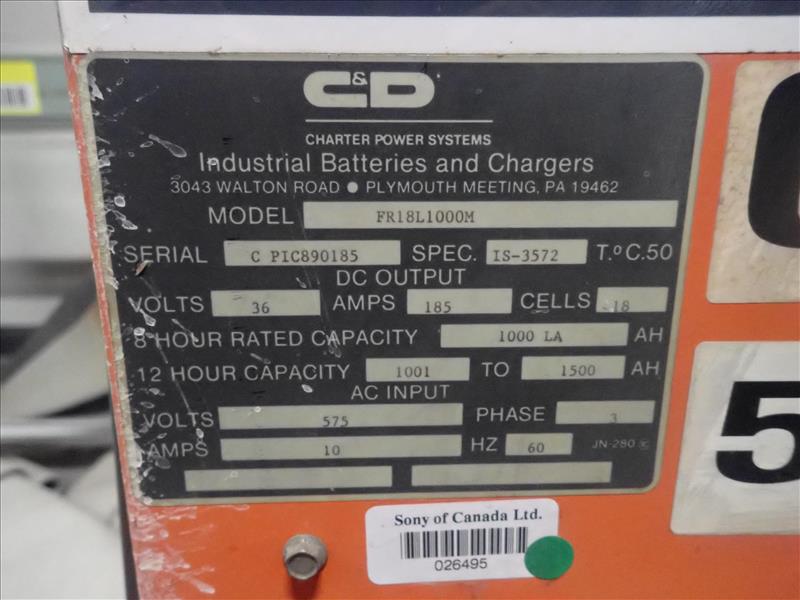 C&D
CHARTER POWER SYSTEMS
Industrial Batteries and Chargers
3043 WALTON ROAD ● PLYMOUTH MEETING, PA 19462
MODEL FR18L1000M
SERIAL C PIC890185 SPEC. IS-3572 T.º C.50
DC OUTPUT
VOLTS 36 AMPS 185 CELLS 18
8 HOUR RATED CAPACITY 1000 LA AH
12 HOUR CAPACITY 1001 TO 1500 AH
AC INPUT
VOLTS 575 PHASE 3
AMPS 10 HZ 60 JN-280
5
Sony of Canada Ltd.
026495